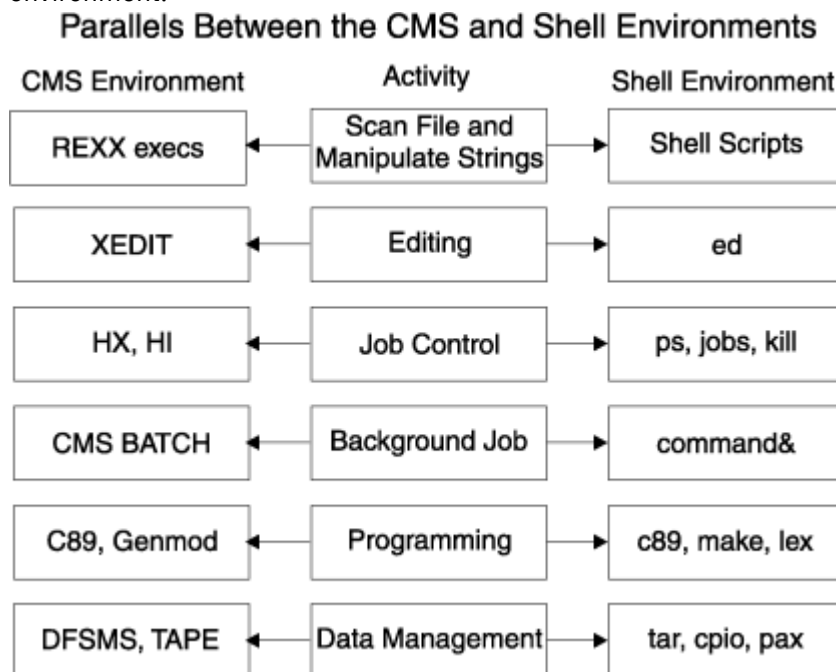 environment.
Parallels Between the CMS and Shell Environments
CMS Environment
Activity
Shell Environment
REXX execs
Scan File and
Manipulate Strings
Shell Scripts
XEDIT
Editing
ed
HX, HI
Job Control
ps, jobs, kill
CMS BATCH
Background Job
command&
C89, Genmod
Programming
c89, make, lex
DFSMS, TAPE
Data Management
tar, cpio, pax